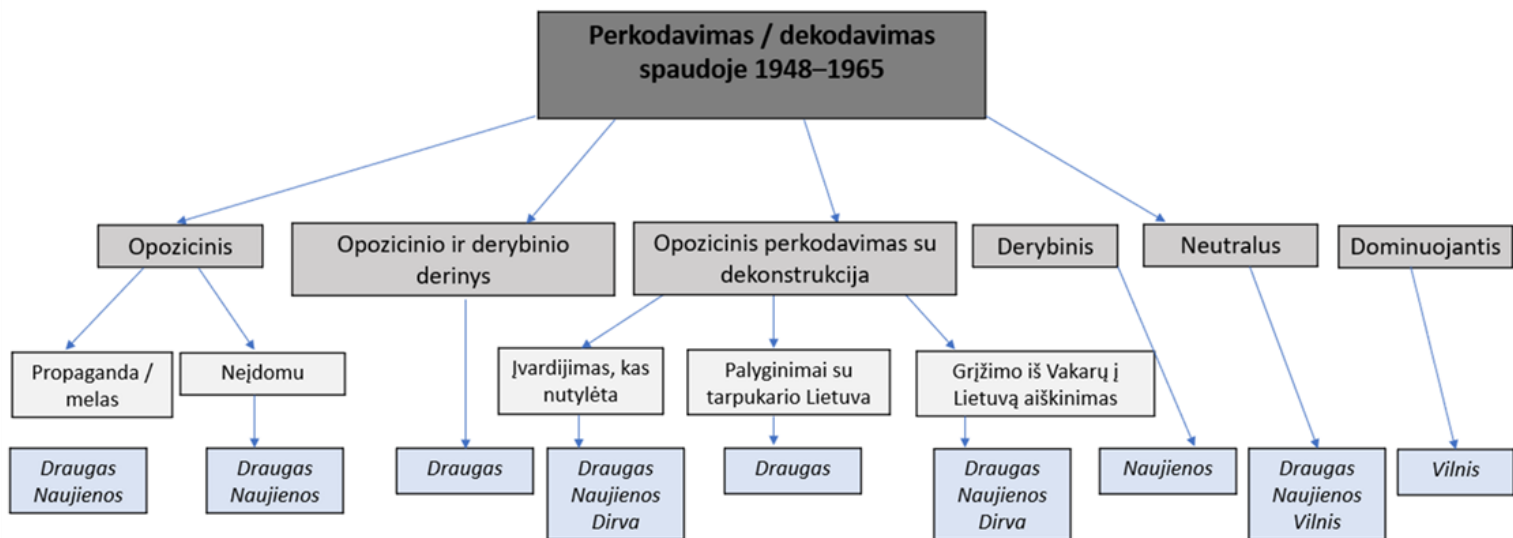 Perkodavimas / dekodavimas
spaudoje 1948–1965
Opozicinis
Opozicinio ir derybinio
derinys
Opozicinis perkodavimas su
dekonstrukcija
Derybinis
Neutralus
Dominuojantis
Propaganda /
melas
Neįdomu
Įvardijimas, kas
nutylėta
Palyginimai su
tarpukario Lietuva
Grįžimo iš Vakarų į
Lietuvą aiškinimas
Draugas
Naujienos
Draugas
Naujienos
Draugas
Draugas
Naujienos
Dirva
Draugas
Draugas
Naujienos
Dirva
Naujienos
Draugas
Naujienos
Vilnis
Vilnis